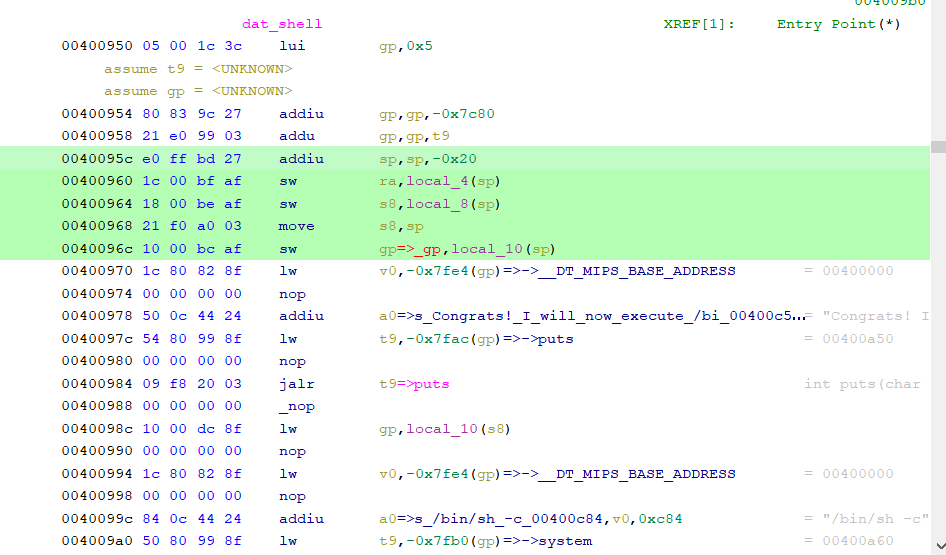 004009b0
dat_shell XREF[1]: Entry Point(*)
00400950 05 00 1c 3c lui gp,0x5
assume t9 = <UNKNOWN>
assume gp = <UNKNOWN>
00400954 80 83 9c 27 addiu gp,gp,-0x7c80
00400958 21 e0 99 03 addu gp,gp,t9
0040095c e0 ff bd 27 addiu sp,sp,-0x20
00400960 1c 00 bf af sw ra,local_4(sp)
00400964 18 00 be af sw s8,local_8(sp)
00400968 21 f0 a0 03 move s8,sp
0040096c 10 00 bc af sw gp=>_gp,local_10(sp)
00400970 1c 80 82 8f lw v0,-0x7fe4(gp)=>->__DT_MIPS_BASE_ADDRESS = 00400000
00400974 00 00 00 00 nop
00400978 50 0c 44 24 addiu a0=>s_Congrats!_I_will_now_execute_/bi_00400c5... = "Congrats! I
0040097c 54 80 99 8f lw t9,-0x7fac(gp)=>->puts = 00400a50
00400980 00 00 00 00 nop
00400984 09 f8 20 03 jalr t9=>puts int puts(char
00400988 00 00 00 00 _nop
0040098c 10 00 dc 8f lw gp,local_10(s8)
00400990 00 00 00 00 nop
00400994 1c 80 82 8f lw v0,-0x7fe4(gp)=>->__DT_MIPS_BASE_ADDRESS = 00400000
00400998 00 00 00 00 nop
0040099c 84 0c 44 24 addiu a0=>s_/bin/sh_-c_00400c84,v0,0xc84 = "/bin/sh -c"
004009a0 50 80 99 8f lw t9,-0x7fb0(gp)=>->system = 00400a60